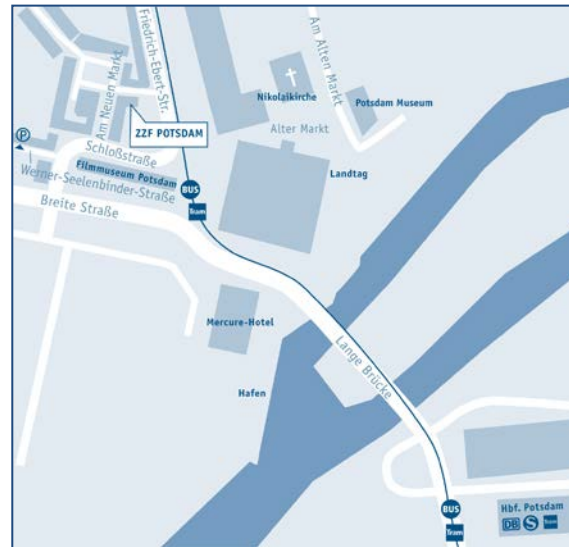 Friedrich-Ebert-Str.
Am Neuen Markt
ZZF POTSDAM
Am Alten Markt
Nikolaikirche
Potsdam Museum
Alter Markt
P
Schloßstraße
Filmmuseum Potsdam
Werner-Seelenbinder-Straße
Landtag
Breite Straße
BUS
Tram
Mercure-Hotel
Lange Brücke
Hafen
BUS
Tram
Hbf. Potsdam
DB S Tram